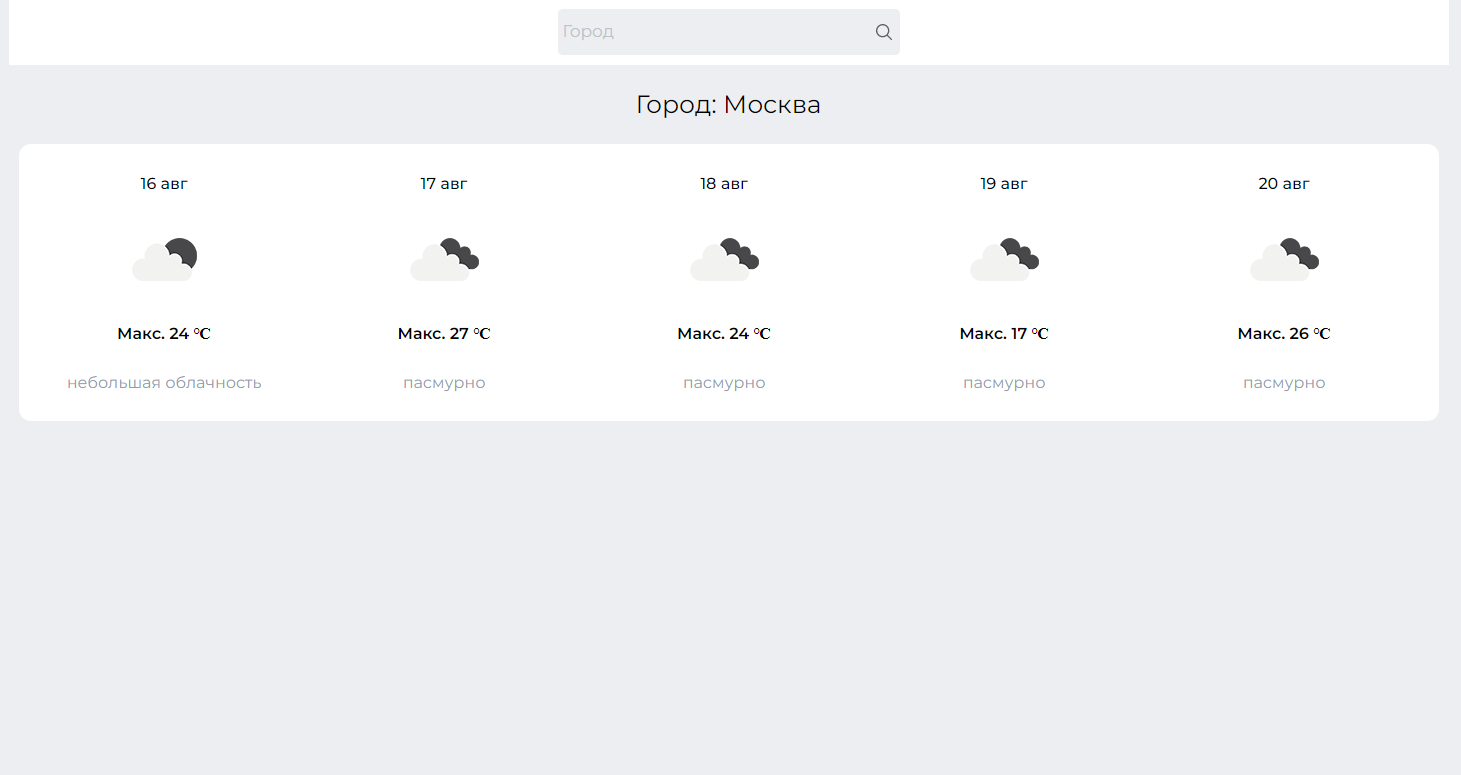 Город
Город: Москва
16 авг 17 авг 18 авг 19 авг 20 авг
Макс. 24 ℃ Макс. 27 ℃ Макс. 24 ℃ Макс. 17 ℃ Макс. 26 ℃
небольшая облачность пасмурно пасмурно пасмурно пасмурно